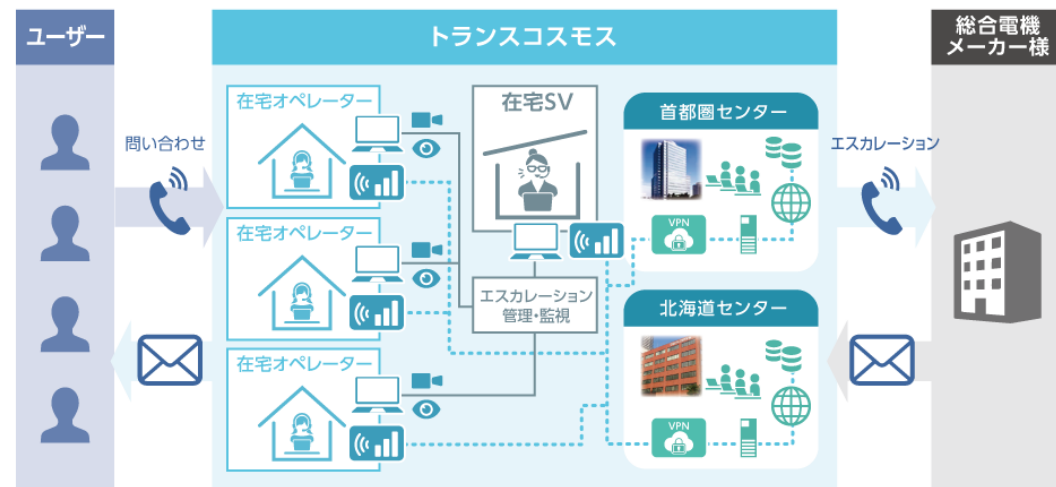 ユーザー
トランスコスモス
総合電機
メーカー様
問い合わせ
在宅オペレーター
在宅オペレーター
在宅オペレーター
在宅SV
エスカレーション
管理・監視
首都圏センター
VPN
北海道センター
VPN
エスカレーション